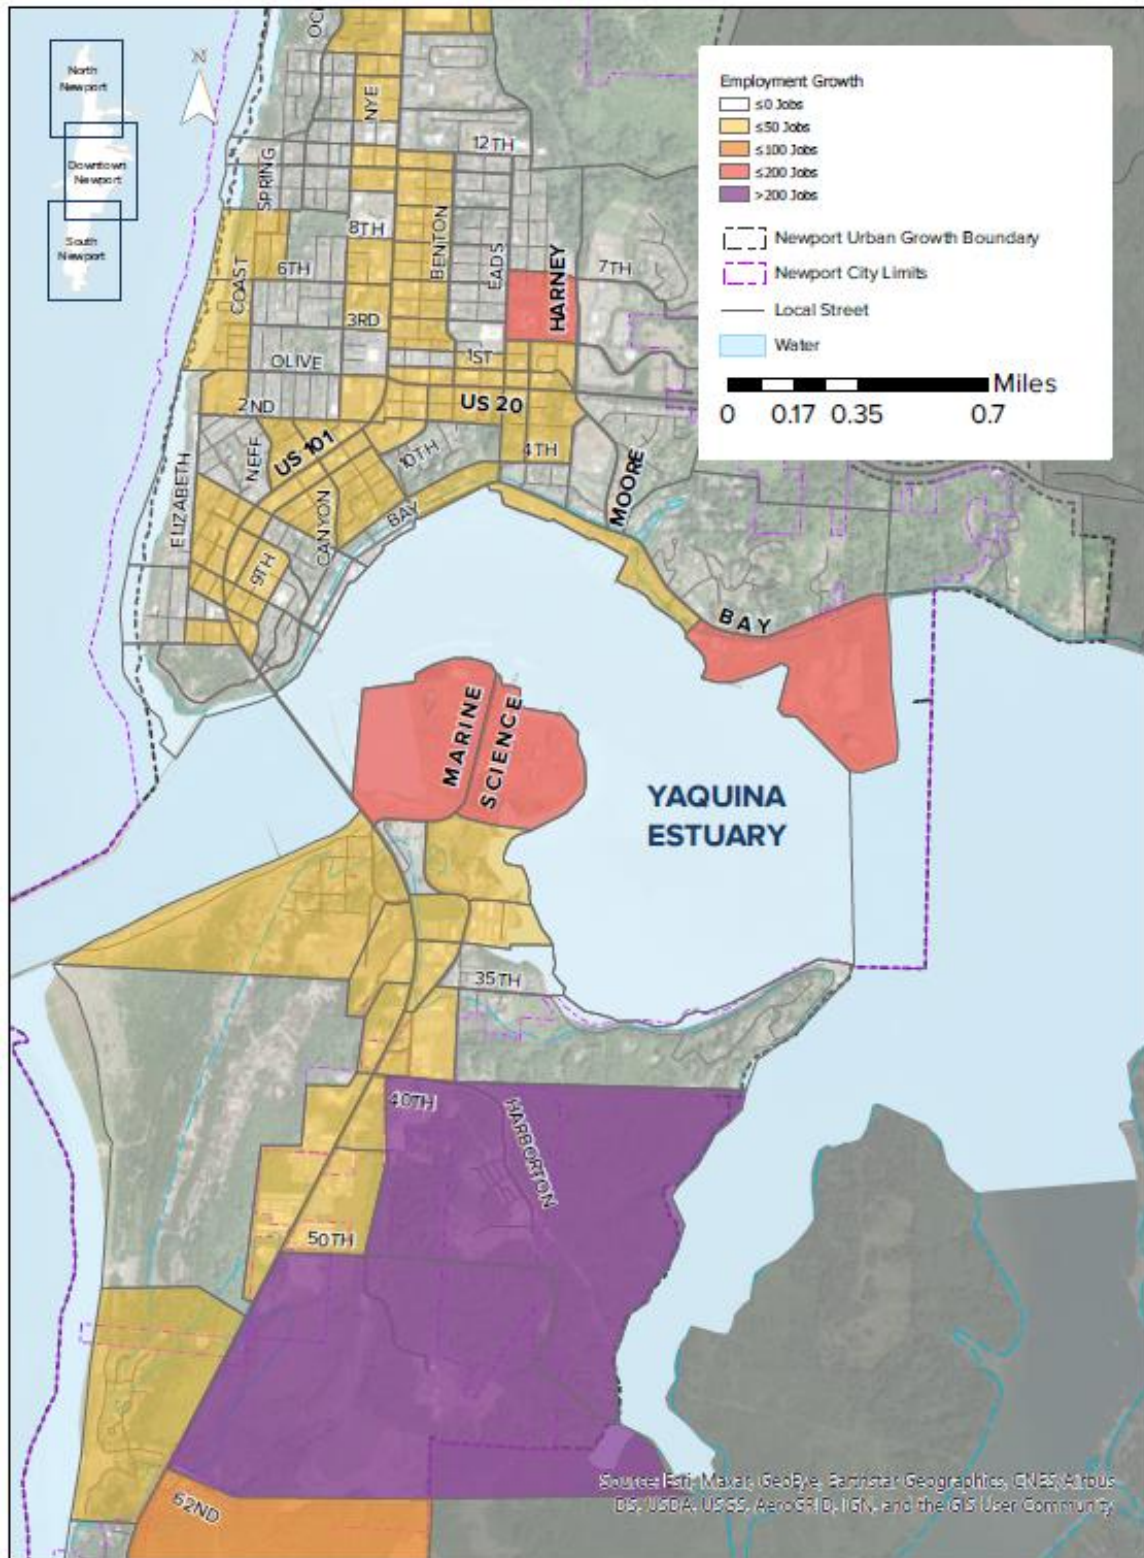 North
Newport
Downtown
Newport
South
Newport
N
Employment Growth
≤0 Jobs
≤50 Jobs
≤100 Jobs
≤200 Jobs
>200 Jobs
Newport Urban Growth Boundary
Newport City Limits
Local Street
Water
Miles
0 0.17 0.35 0.7
NYE
12TH
SPRING
8TH
BENTON
EADS
HARNEY
7TH
COAST
6TH
3RD
1ST
OLIVE
2ND
US 20
NEFF
US 101
10TH
4TH
MOORE
ELIZABETH
CANYON
BAY
9TH
BAY
MARINE
SCIENCE
YAQUINA
ESTUARY
35TH
40TH
HARBORTON
50TH
62ND
Source: Esri, Maxar, GeoEye, Earthstar Geographics, CNES/Airbus
DS, USDA, USGS, AeroGRID, IGN, and the GIS User Community